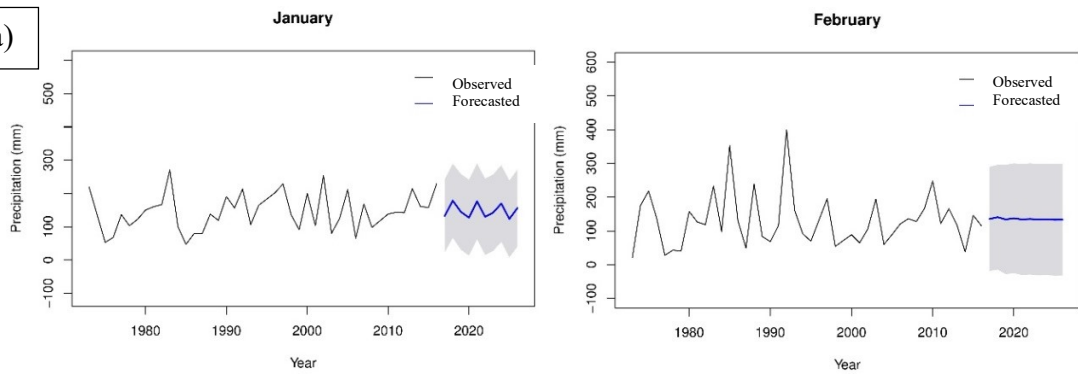 a)
January
Precipitation (mm)
500
300
100
0
-100
Observed
Forecasted
1980 1990 2000 2010 2020
Year
February
Precipitation (mm)
600
500
400
300
200
100
0
-100
Observed
Forecasted
1980 1990 2000 2010 2020
Year